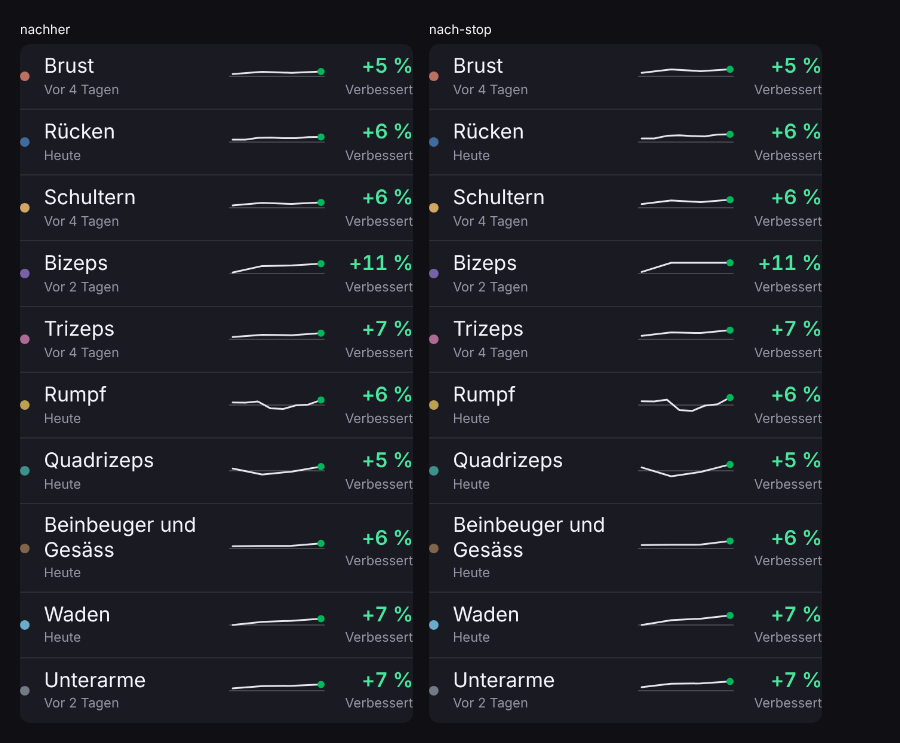 nachher
Brust
Vor 4 Tagen
+5 %
Verbessert
Rücken
Heute
+6 %
Verbessert
Schultern
Vor 4 Tagen
+6 %
Verbessert
Bizeps
Vor 2 Tagen
+11 %
Verbessert
Trizeps
Vor 4 Tagen
+7 %
Verbessert
Rumpf
Heute
+6 %
Verbessert
Quadrizeps
Heute
+5 %
Verbessert
Beinbeuger und
Gesäss
Heute
+6 %
Verbessert
Waden
Heute
+7 %
Verbessert
Unterarme
Vor 2 Tagen
+7 %
Verbessert
nach-stop
Brust
Vor 4 Tagen
+5 %
Verbessert
Rücken
Heute
+6 %
Verbessert
Schultern
Vor 4 Tagen
+6 %
Verbessert
Bizeps
Vor 2 Tagen
+11 %
Verbessert
Trizeps
Vor 4 Tagen
+7 %
Verbessert
Rumpf
Heute
+6 %
Verbessert
Quadrizeps
Heute
+5 %
Verbessert
Beinbeuger und
Gesäss
Heute
+6 %
Verbessert
Waden
Heute
+7 %
Verbessert
Unterarme
Vor 2 Tagen
+7 %
Verbessert